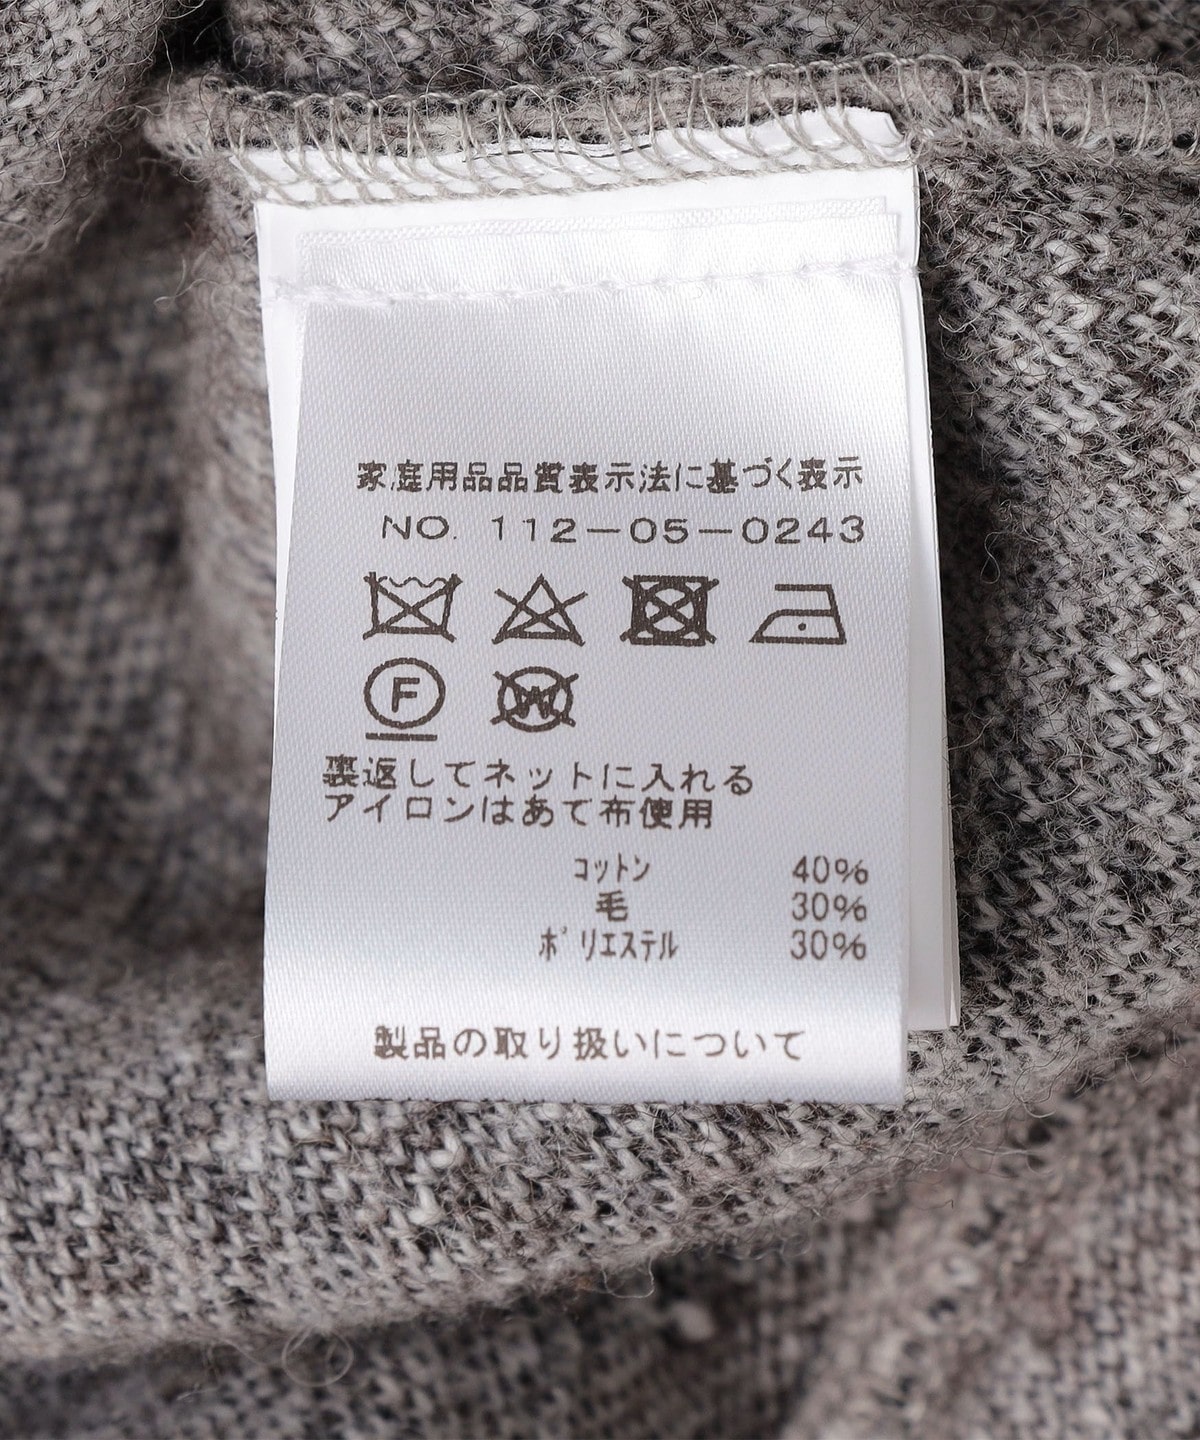 家庭用品品質表示法に基づく表示
NO. 112-05-0243
F W
裏返してネットに入れる
アイロンはあて布使用
コットン 40%
毛 30%
ポリエステル 30%
製品の取り扱いについて